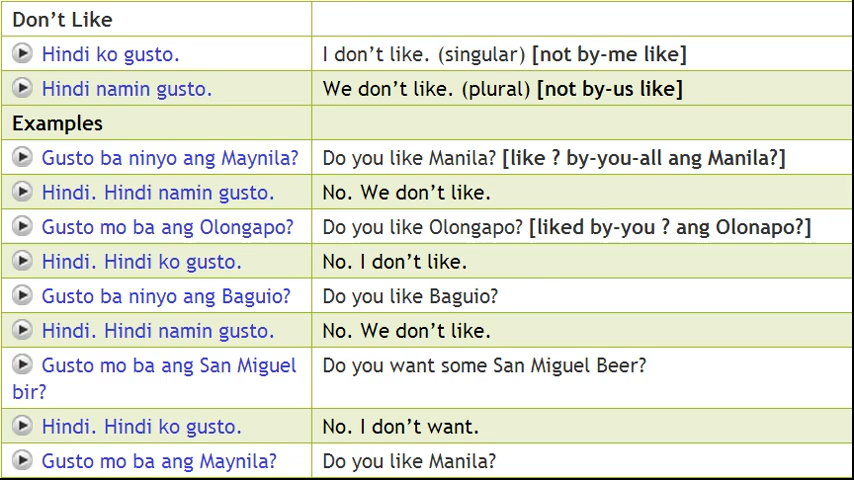 Don't Like
Hindi ko gusto. I don't like. (singular) [not by-me like]
Hindi namin gusto. We don't like. (plural) [not by-us like]
Examples
Gusto ba ninyo ang Maynila? Do you like Manila? [like ? by-you-all ang Manila?]
Hindi. Hindi namin gusto. No. We don't like.
Gusto mo ba ang Olongapo? Do you like Olongapo? [liked by-you ? ang Olonapo?]
Hindi. Hindi ko gusto. No. I don't like.
Gusto ba ninyo ang Baguio? Do you like Baguio?
Hindi. Hindi namin gusto. No. We don't like.
Gusto mo ba ang San Miguel Do you want some San Miguel Beer?
bir?
Hindi. Hindi ko gusto. No. I don't want.
Gusto mo ba ang Maynila? Do you like Manila?